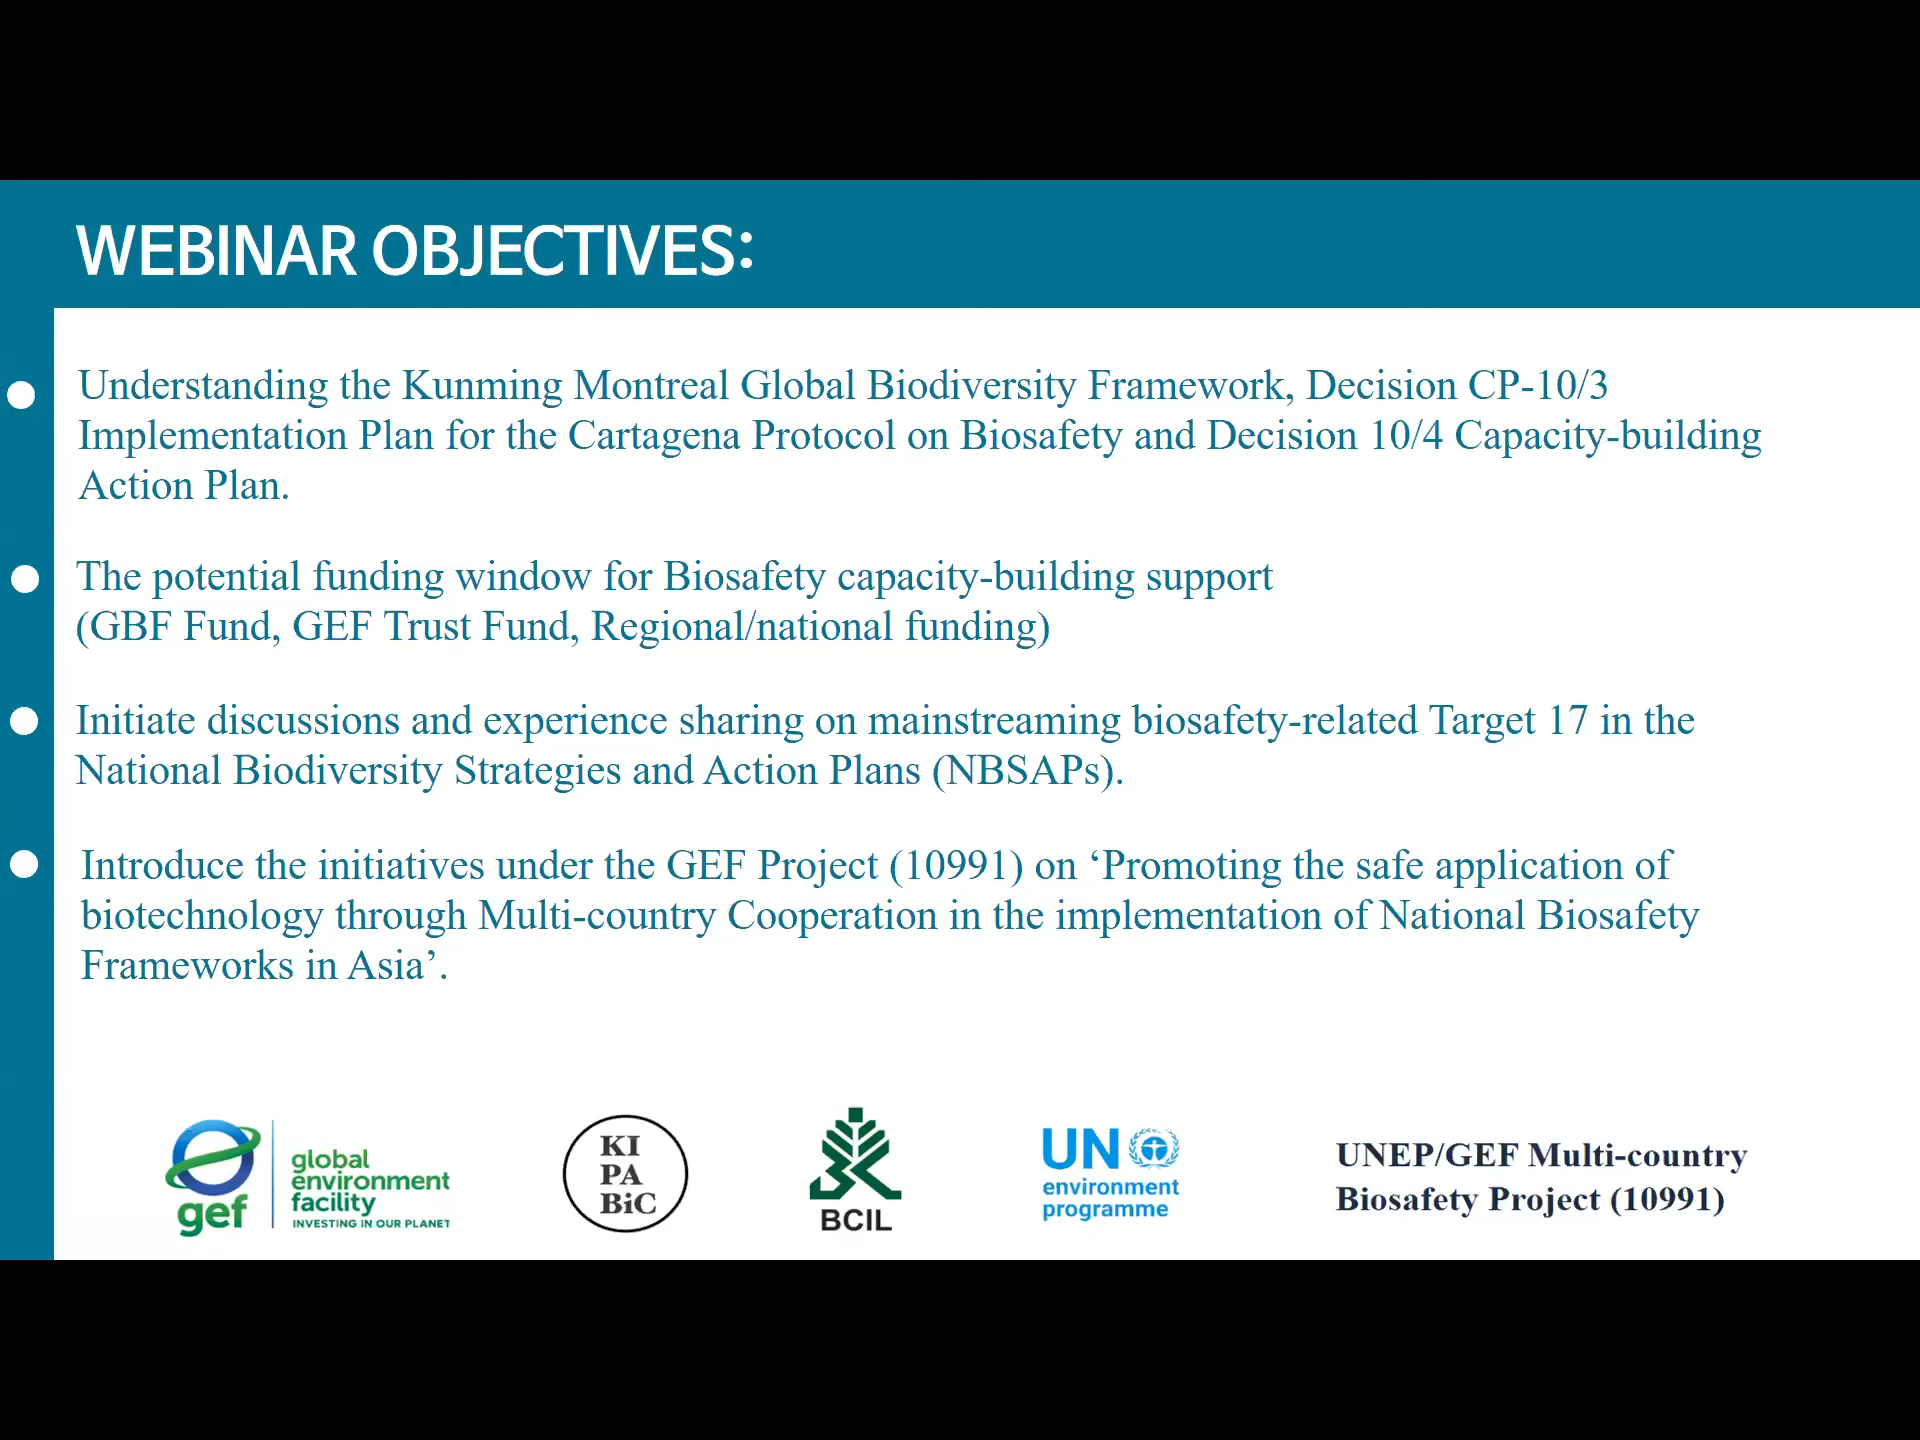 WEBINAR OBJECTIVES:
Understanding the Kunming Montreal Global Biodiversity Framework, Decision CP-10/3
Implementation Plan for the Cartagena Protocol on Biosafety and Decision 10/4 Capacity-building
Action Plan.
The potential funding window for Biosafety capacity-building support
(GBF Fund, GEF Trust Fund, Regional/national funding)
Initiate discussions and experience sharing on mainstreaming biosafety-related Target 17 in the
National Biodiversity Strategies and Action Plans (NBSAPs).
Introduce the initiatives under the GEF Project (10991) on ‘Promoting the safe application of
biotechnology through Multi-country Cooperation in the implementation of National Biosafety
Frameworks in Asia’.
gef
global
environment
facility
INVESTING IN OUR PLANET
KI
PA
BiC
BCIL
UN
environment
programme
UNEP/GEF Multi-country
Biosafety Project (10991)